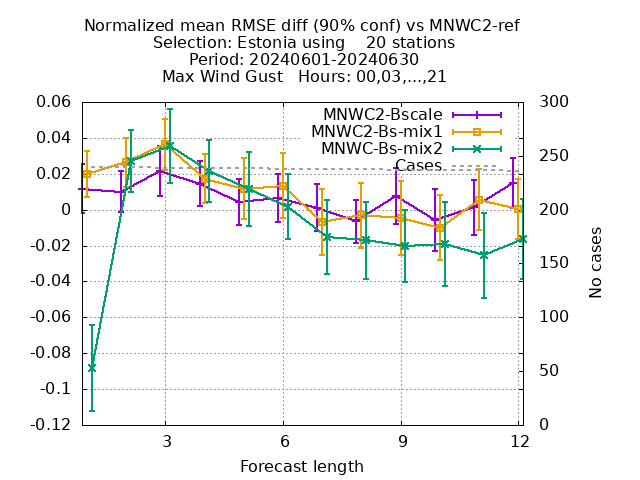 Normalized mean RMSE diff (90% conf) vs MNWC2-ref
Selection: Estonia using    20 stations
Period: 20240601-20240630
Max Wind Gust   Hours: 00,03,...,21
MNWC2-Bscale
MNWC2-Bs-mix1
MNWC-Bs-mix2
Cases
0.06
0.04
0.02
0
-0.02
-0.04
-0.06
-0.08
-0.1
-0.12
300
250
200
150
100
50
0
No cases
3 6 9 12
Forecast length